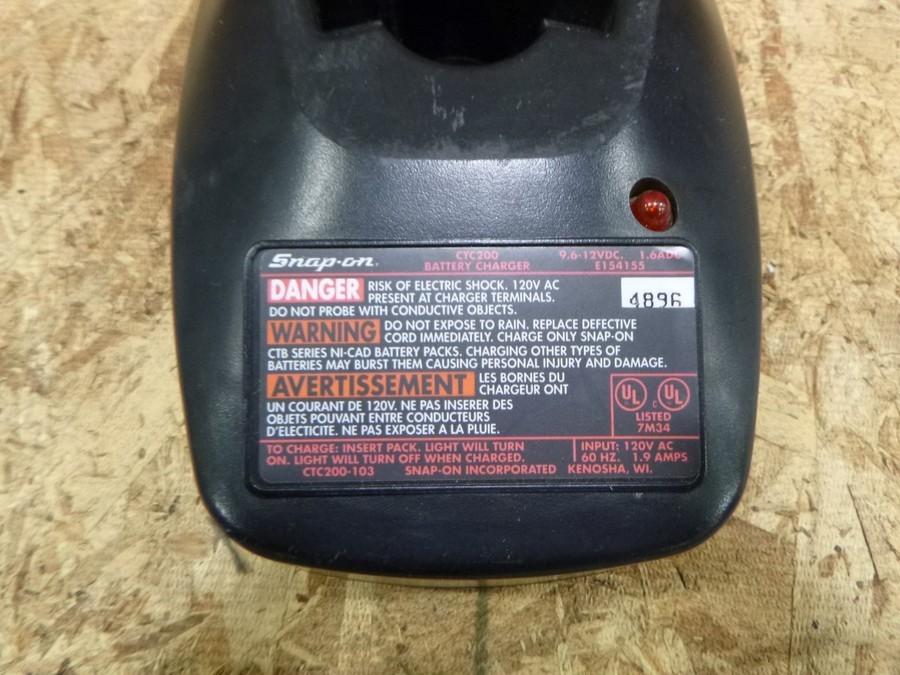 Snap-on. CTC200 9.6-12VDC. 1.6ADC
BATTERY CHARGER E154155
DANGER RISK OF ELECTRIC SHOCK. 120V AC
PRESENT AT CHARGER TERMINALS.
4896
DO NOT PROBE WITH CONDUCTIVE OBJECTS.
WARNING DO NOT EXPOSE TO RAIN. REPLACE DEFECTIVE
CORD IMMEDIATELY. CHARGE ONLY SNAP-ON
CTB SERIES NI-CAD BATTERY PACKS. CHARGING OTHER TYPES OF
BATTERIES MAY BURST THEM CAUSING PERSONAL INJURY AND DAMAGE.
AVERTISSEMENT LES BORNES DU
CHARGEUR ONT
UN COURANT DE 120V. NE PAS INSERER DES
OBJETS POUVANT ENTRE CONDUCTEURS
D'ELECTICITE. NE PAS EXPOSER A LA PLUIE.
UL C UL
LISTED
7M34
TO CHARGE: INSERT PACK. LIGHT WILL TURN
ON. LIGHT WILL TURN OFF WHEN CHARGED.
INPUT: 120V AC
60 HZ. 1.9 AMPS
CTC200-103 SNAP-ON INCORPORATED KENOSHA, WI.